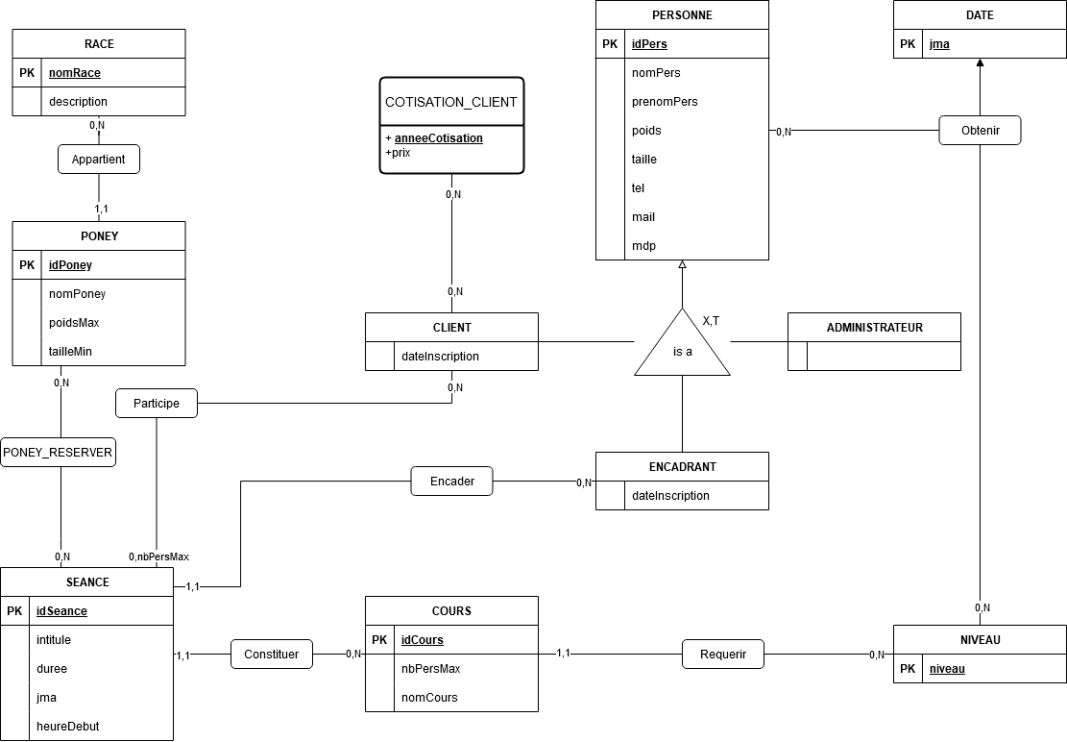 PERSONNE
PK idPers
nomPers
prenomPers
poids
taille
tel
mail
mdp
DATE
PK jma
RACE
PK nomRace
description
0,N
Appartient
1,1
COTISATION_CLIENT
+ anneeCotisation
+prix
0,N
0,N
0,N
Obtenir
PONEY
PK idPoney
nomPoney
poidsMax
tailleMin
0,N
CLIENT
dateInscription
0,N
X,T
is a
ADMINISTRATEUR
Participe
PONEY_RESERVER
Encader
0,N
ENCADRANT
dateInscription
0,N
0,nbPersMax
1,1
SEANCE
PK idSeance
intitule
duree
jma
heureDebut
1,1
Constituer
0,N
COURS
PK idCours
nbPersMax
nomCours
1,1
Requerir
0,N
0,N
NIVEAU
PK niveau